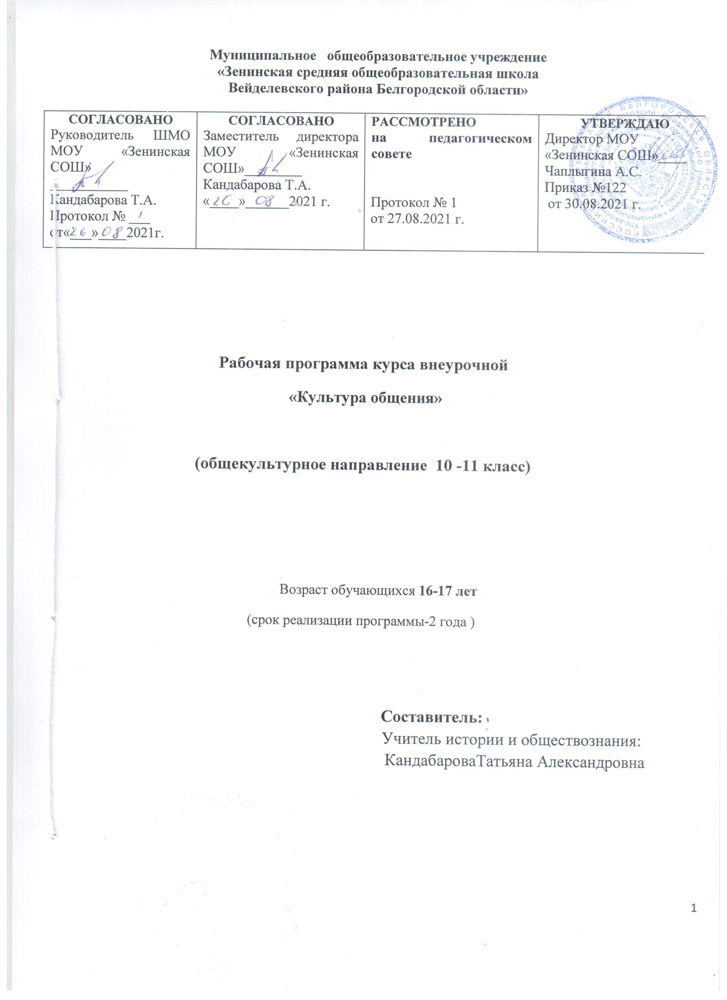 Муниципальное общеобразовательное учреждение
«Зенинская средняя общеобразовательная школа
Вейделевского района Белгородской области»
СОГЛАСОВАНО
Руководитель ШМО
МОУ «Зенинская
СОШ»
___________
Кандабарова Т.А.
Протокол № 1
от«26»08 2021г.
СОГЛАСОВАНО
Заместитель директора
МОУ «Зенинская
СОШ»________
Кандабарова Т.А.
«26»08 2021 г.
РАССМОТРЕНО
на педагогическом
совете
Протокол № 1
от 27.08.2021 г.
УТВЕРЖДАЮ
Директор МОУ
«Зенинская СОШ»____
Чаплыгина А.С.
Приказ №122
от 30.08.2021 г.
Рабочая программа курса внеурочной
«Культура общения»
(общекультурное направление 10 -11 класс)
Возраст обучающихся 16-17 лет
(срок реализации программы-2 года )
Составитель:
Учитель истории и обществознания:
КандабароваТатьяна Александровна
1